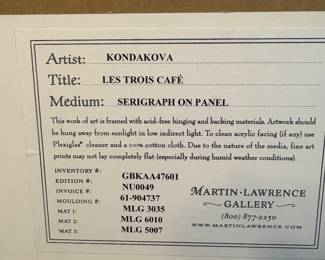 Artist: KONDAKOVA
Title: LES TROIS CAFÉ
Medium: SERIGRAPH ON PANEL
This work of art is framed with acid-free hinging and backing materials. Artwork should
be hung away from sunlight in low indirect light. To clean acrylic facing (if any) use
Plexiglas® cleaner and a 100% cotton cloth. Due to the nature of the medium, fine art
prints may not lay completely flat (especially during humid weather conditions).
INVENTORY #: GBKAA47601
EDITION #: NU0049
INVOICE #: 61-904737
MOULDING #:
MAT 1: MLG 3035
MAT 2: MLG 6010
MAT 3: MLG 5007
MARTIN·LAWRENCE
GALLERY
(800) 877-2250
WWW.MARTINLAWRENCE.COM